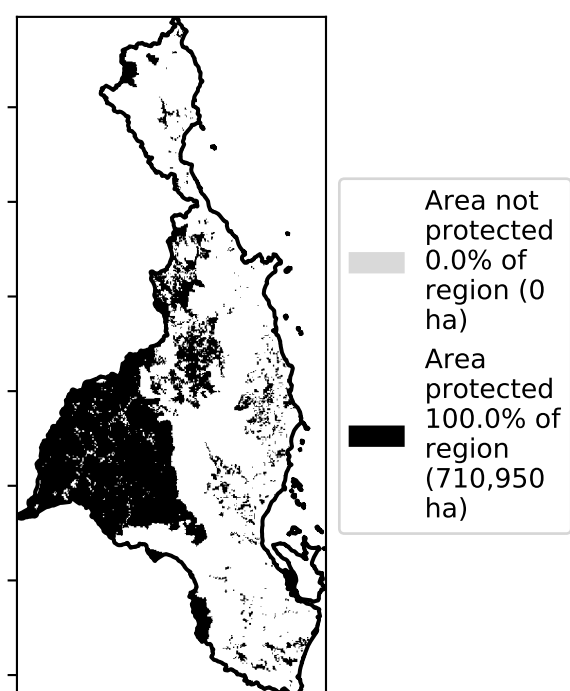 Area not
protected
0.0% of
region (0
ha)
Area
protected
100.0% of
region
(710,950
ha)